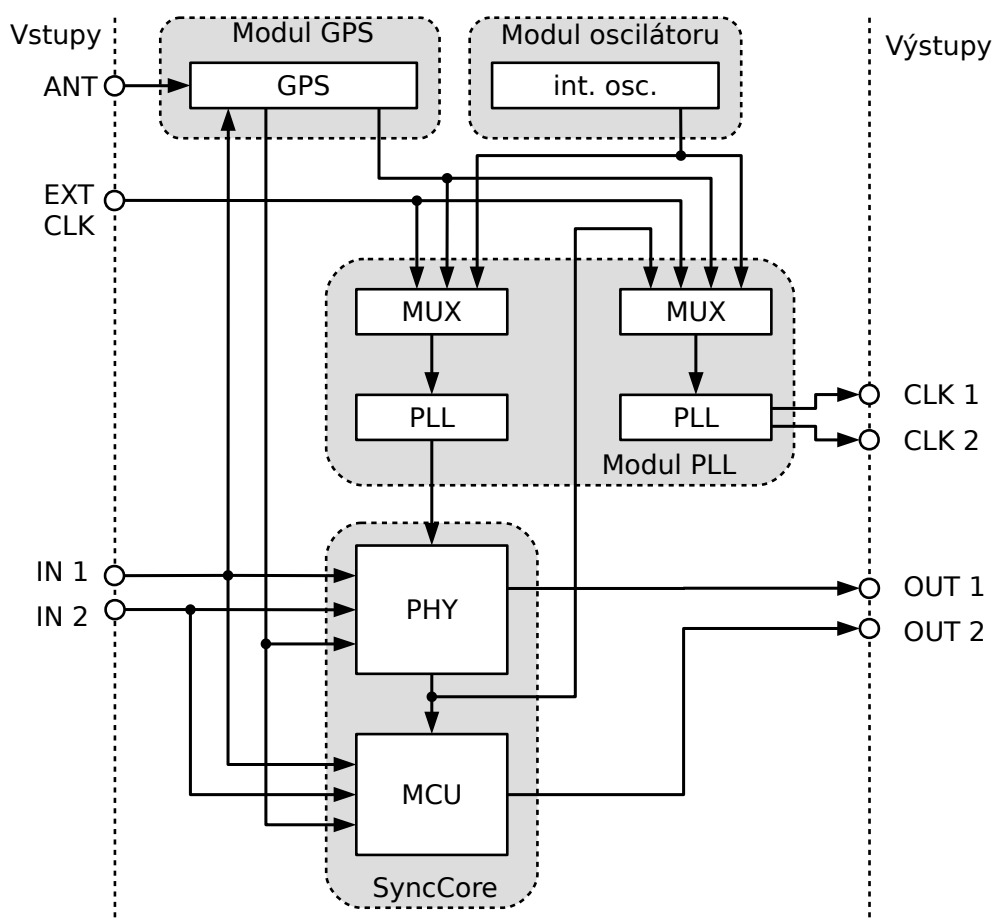 Vstupy
Modul GPS
Modul oscilátoru
Výstupy
ANT
GPS
int. osc.
EXT
CLK
MUX
MUX
PLL
PLL
CLK 1
CLK 2
Modul PLL
IN 1
IN 2
PHY
OUT 1
OUT 2
MCU
SyncCore